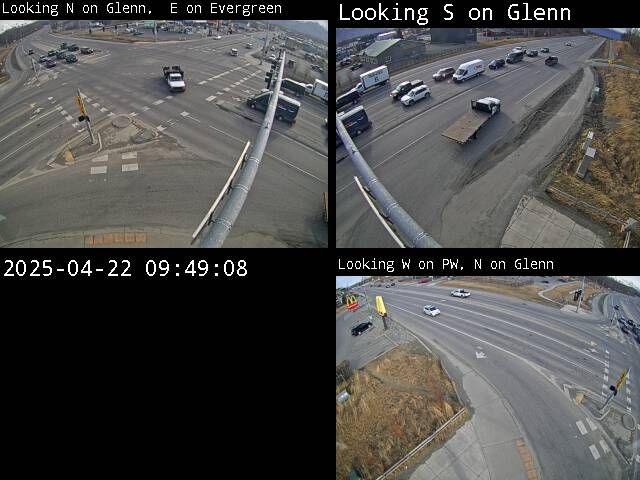 Looking N on Glenn,  E on Evergreen
Looking S on Glenn
2025-04-22 09:49:08
Looking W on PW, N on Glenn